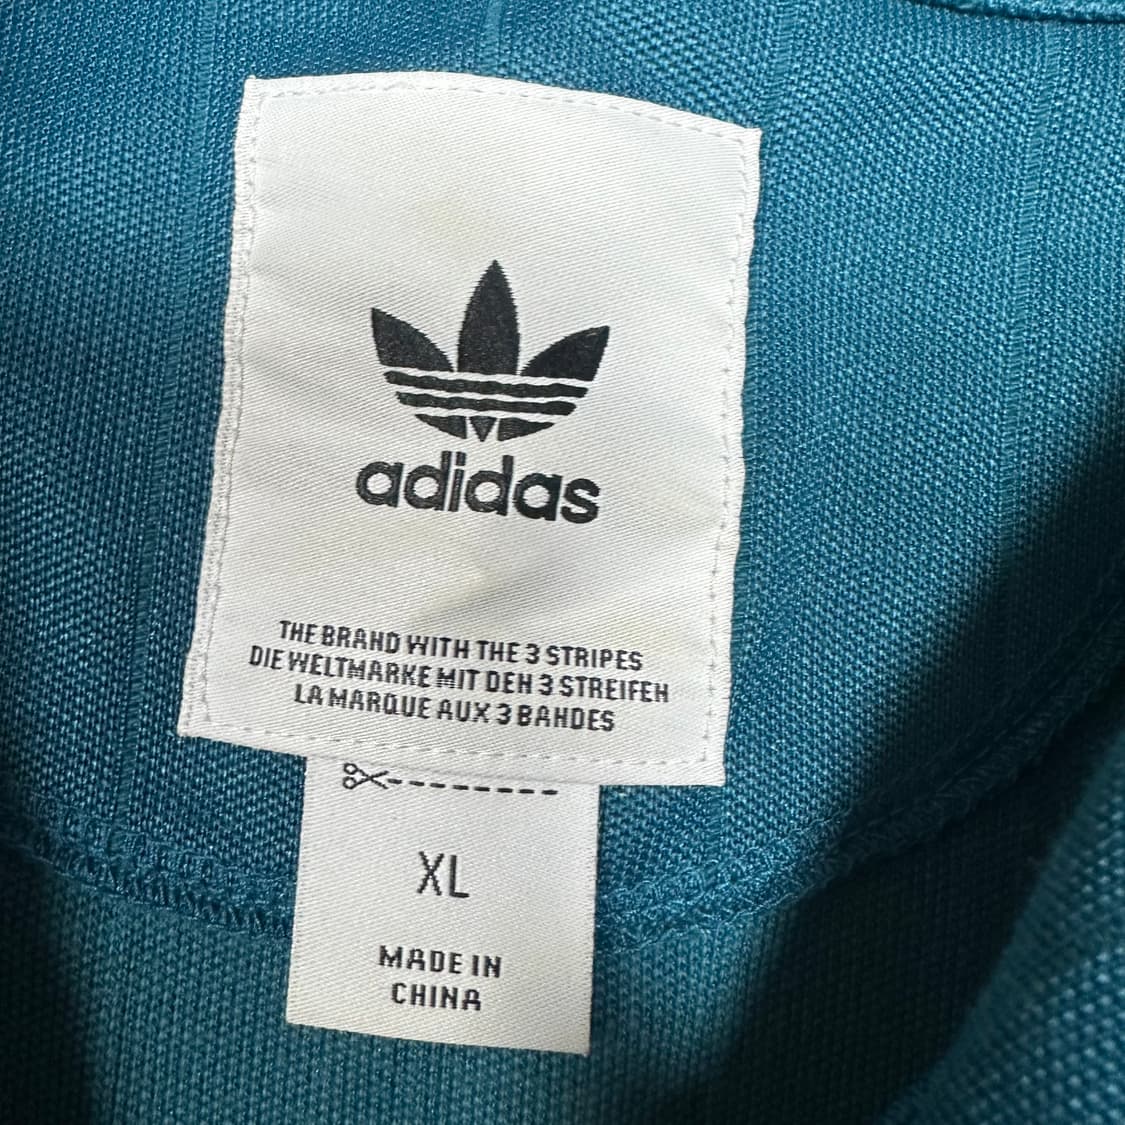 adidas
THE BRAND WITH THE 3 STRIPES
DIE WELTMARKE MIT DEN 3 STREIFEN
LA MARQUE AUX 3 BANDES
XL
MADE IN
CHINA